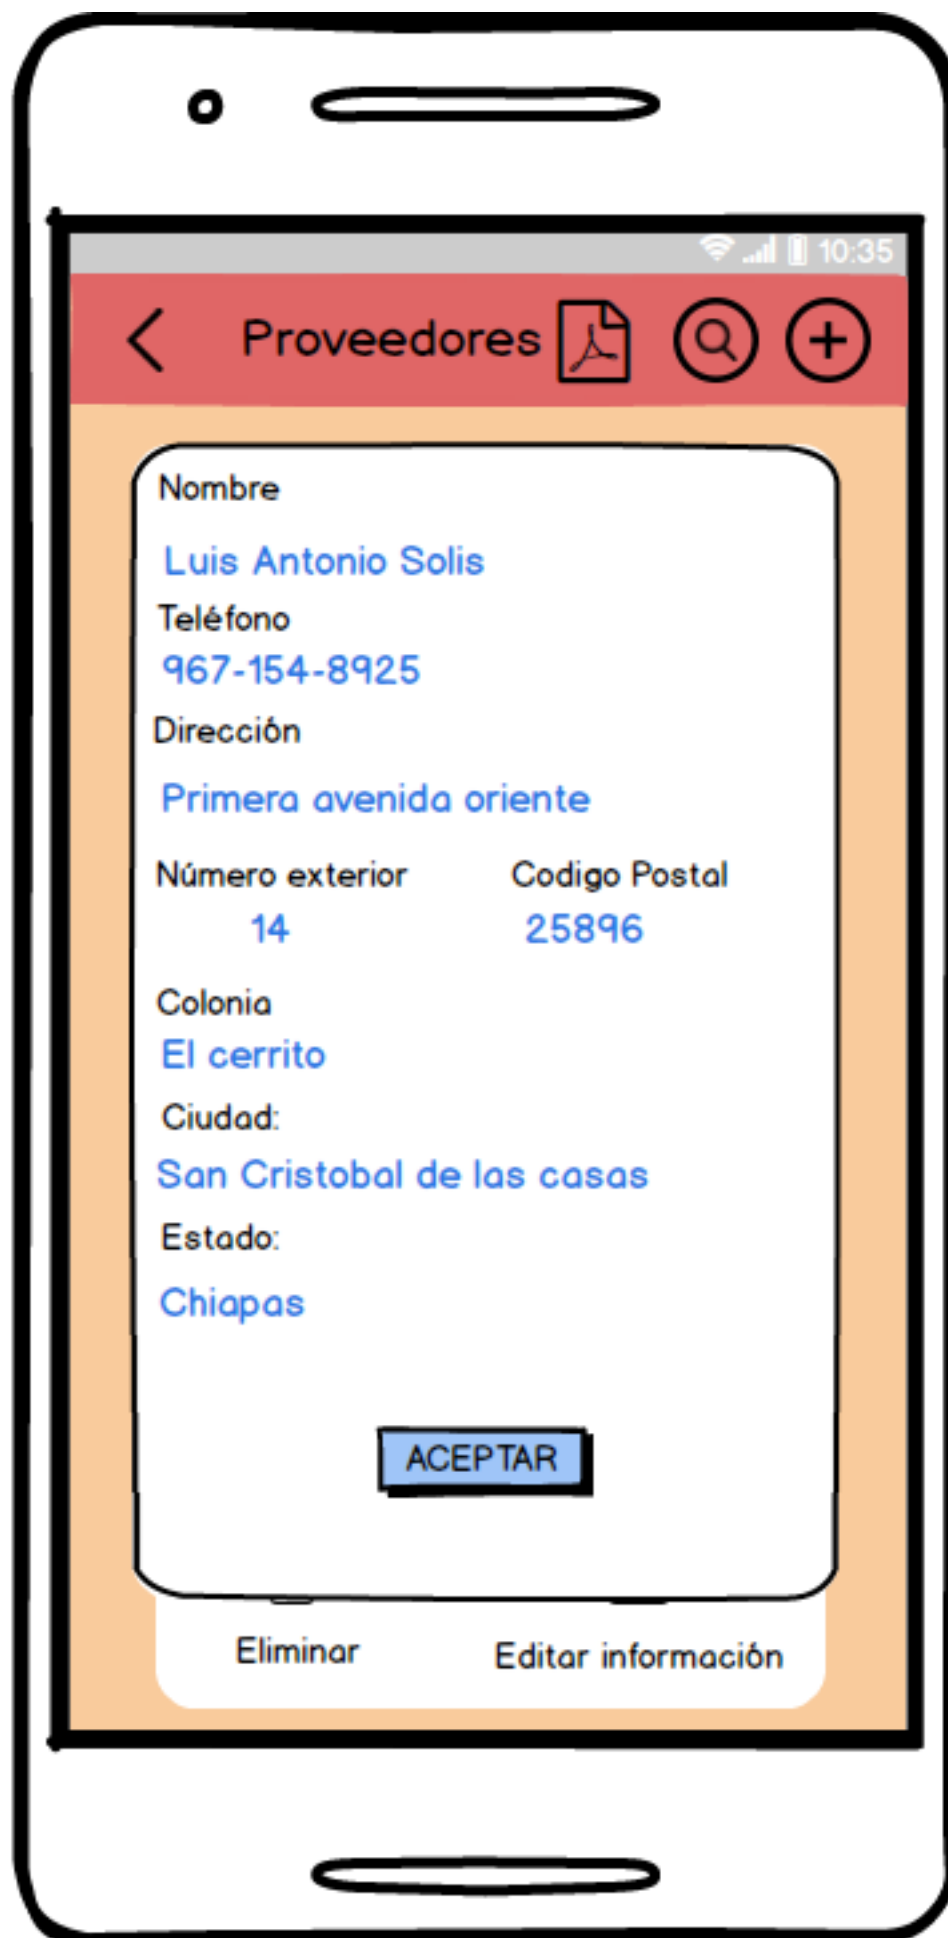 10:35
Proveedores
Nombre
Luis Antonio Solis
Teléfono
967-154-8925
Dirección
Primera avenida oriente
Número exterior Codigo Postal
14 25896
Colonia
El cerrito
Ciudad:
San Cristobal de las casas
Estado:
Chiapas
ACEPTAR
Eliminar Editar información